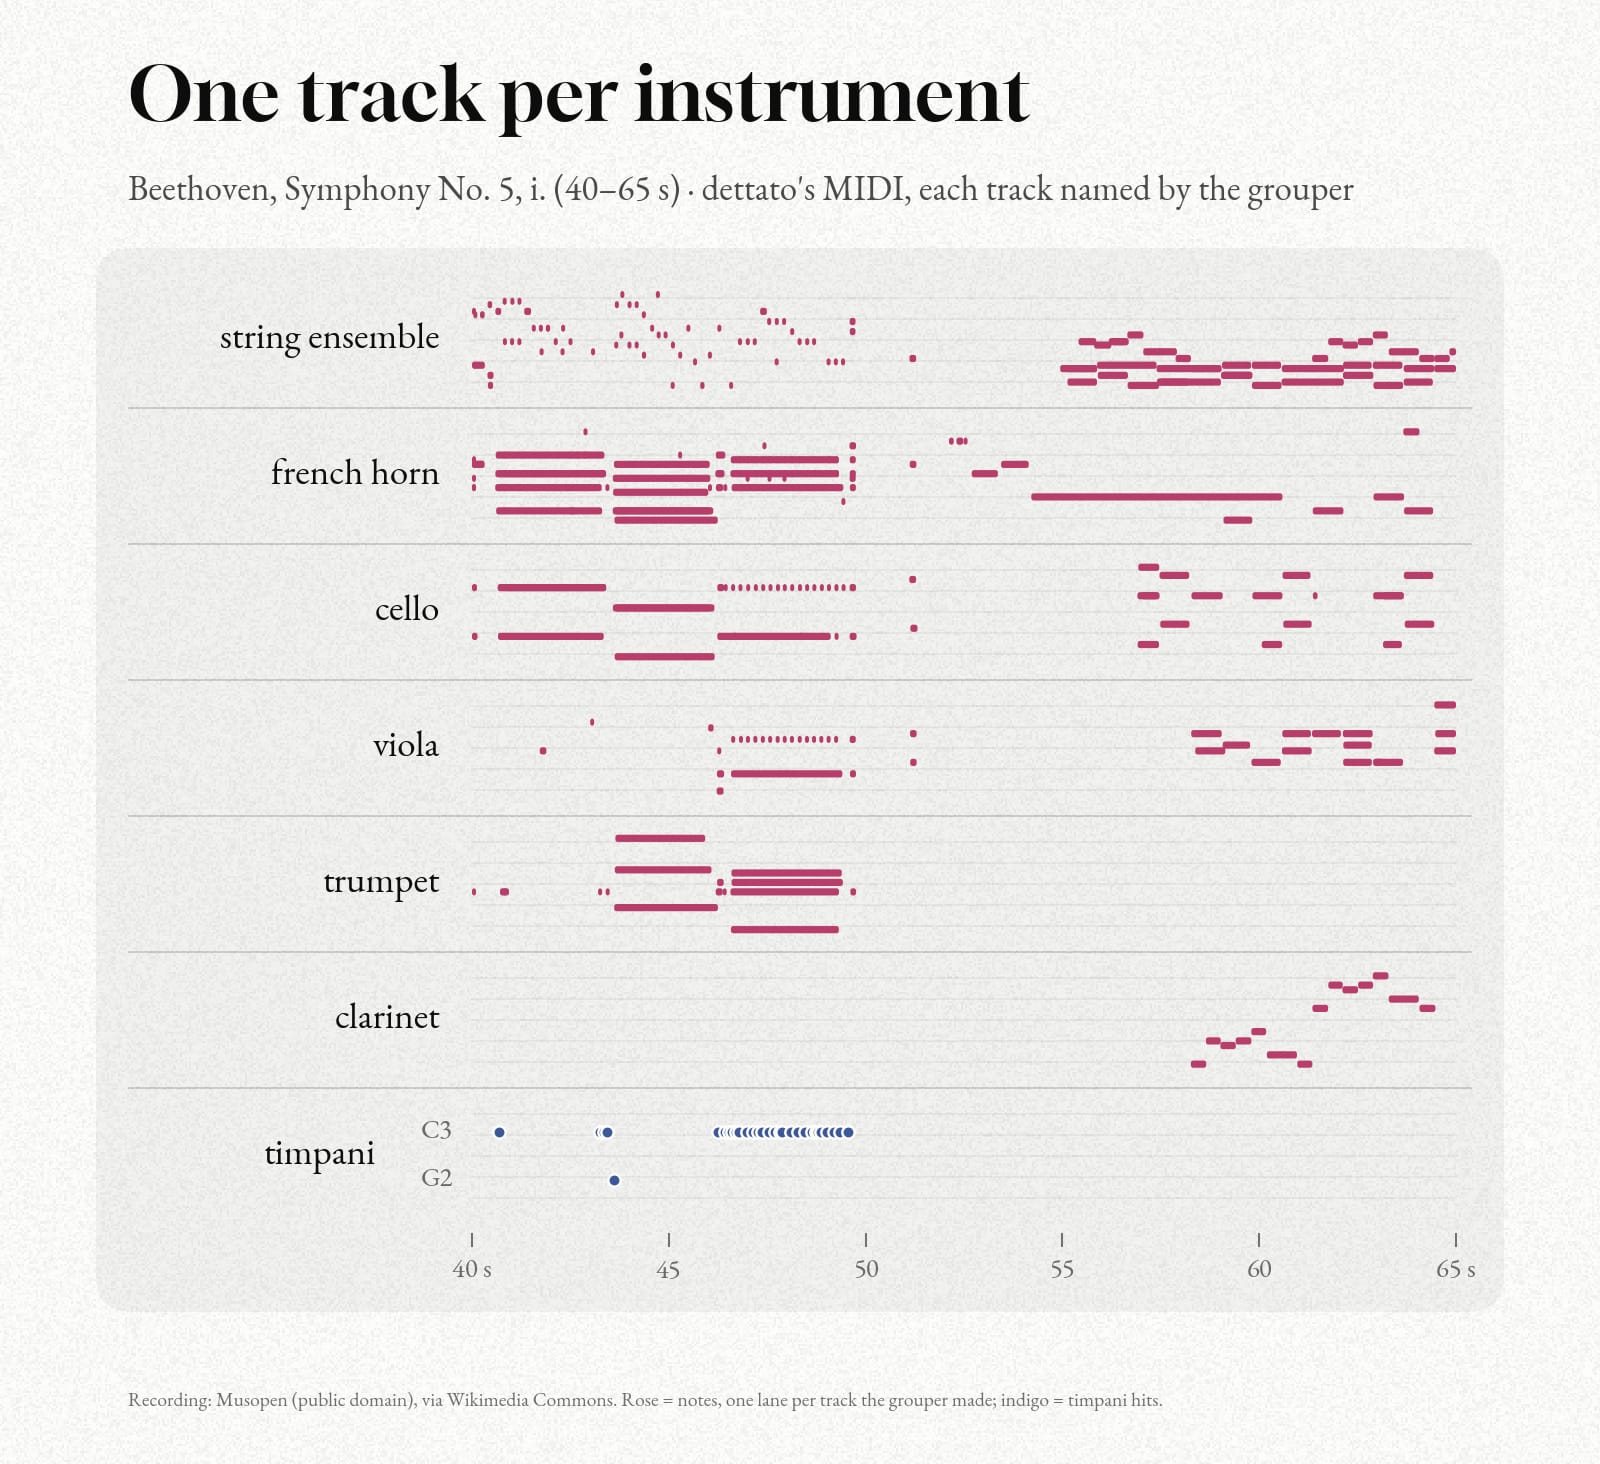 One track per instrument
Beethoven, Symphony No. 5, i. (40–65 s) · dettato's MIDI, each track named by the grouper
string ensemble
french horn
cello
viola
trumpet
clarinet
timpani
C3
G2
40 s 45 50 55 60 65 s
Recording: Musopen (public domain), via Wikimedia Commons. Rose = notes, one lane per track the grouper made; indigo = timpani hits.